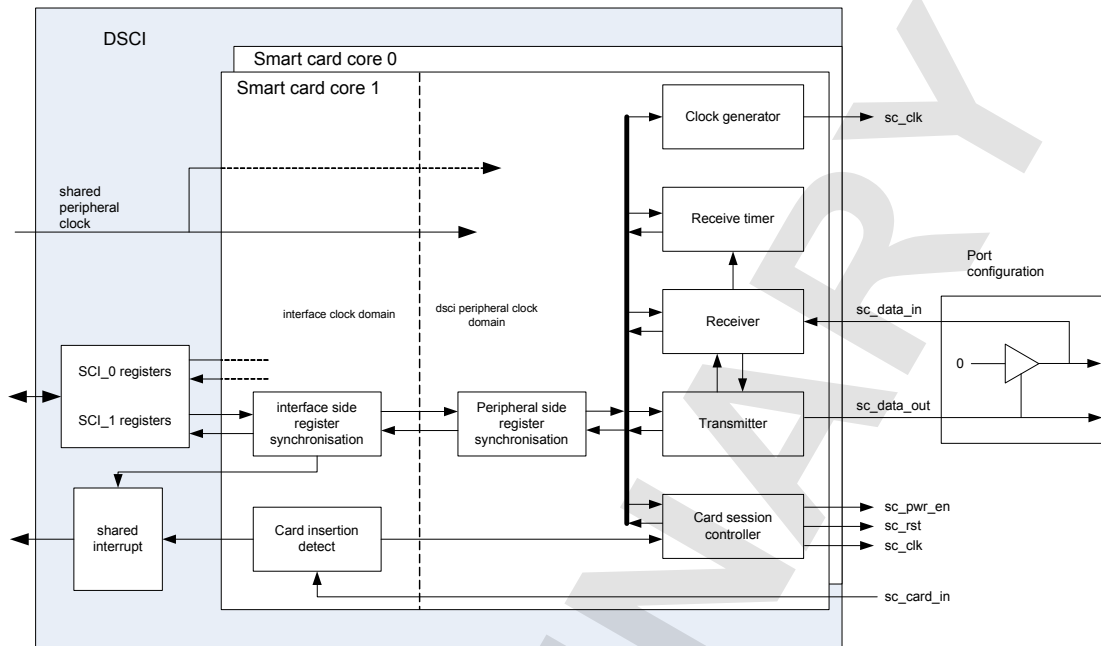 DSCI
Smart card core 0
Smart card core 1
Clock generator
sc_clk
shared
peripheral
clock
Receive timer
Port
configuration
interface clock domain
dsci peripheral clock
domain
Receiver
sc_data_in
0
SCI_0 registers
SCI_1 registers
interface side
register
synchronisation
Peripheral side
register
synchronisation
Transmitter
sc_data_out
shared
interrupt
Card insertion
detect
Card session
controller
sc_pwr_en
sc_rst
sc_clk
sc_card_in